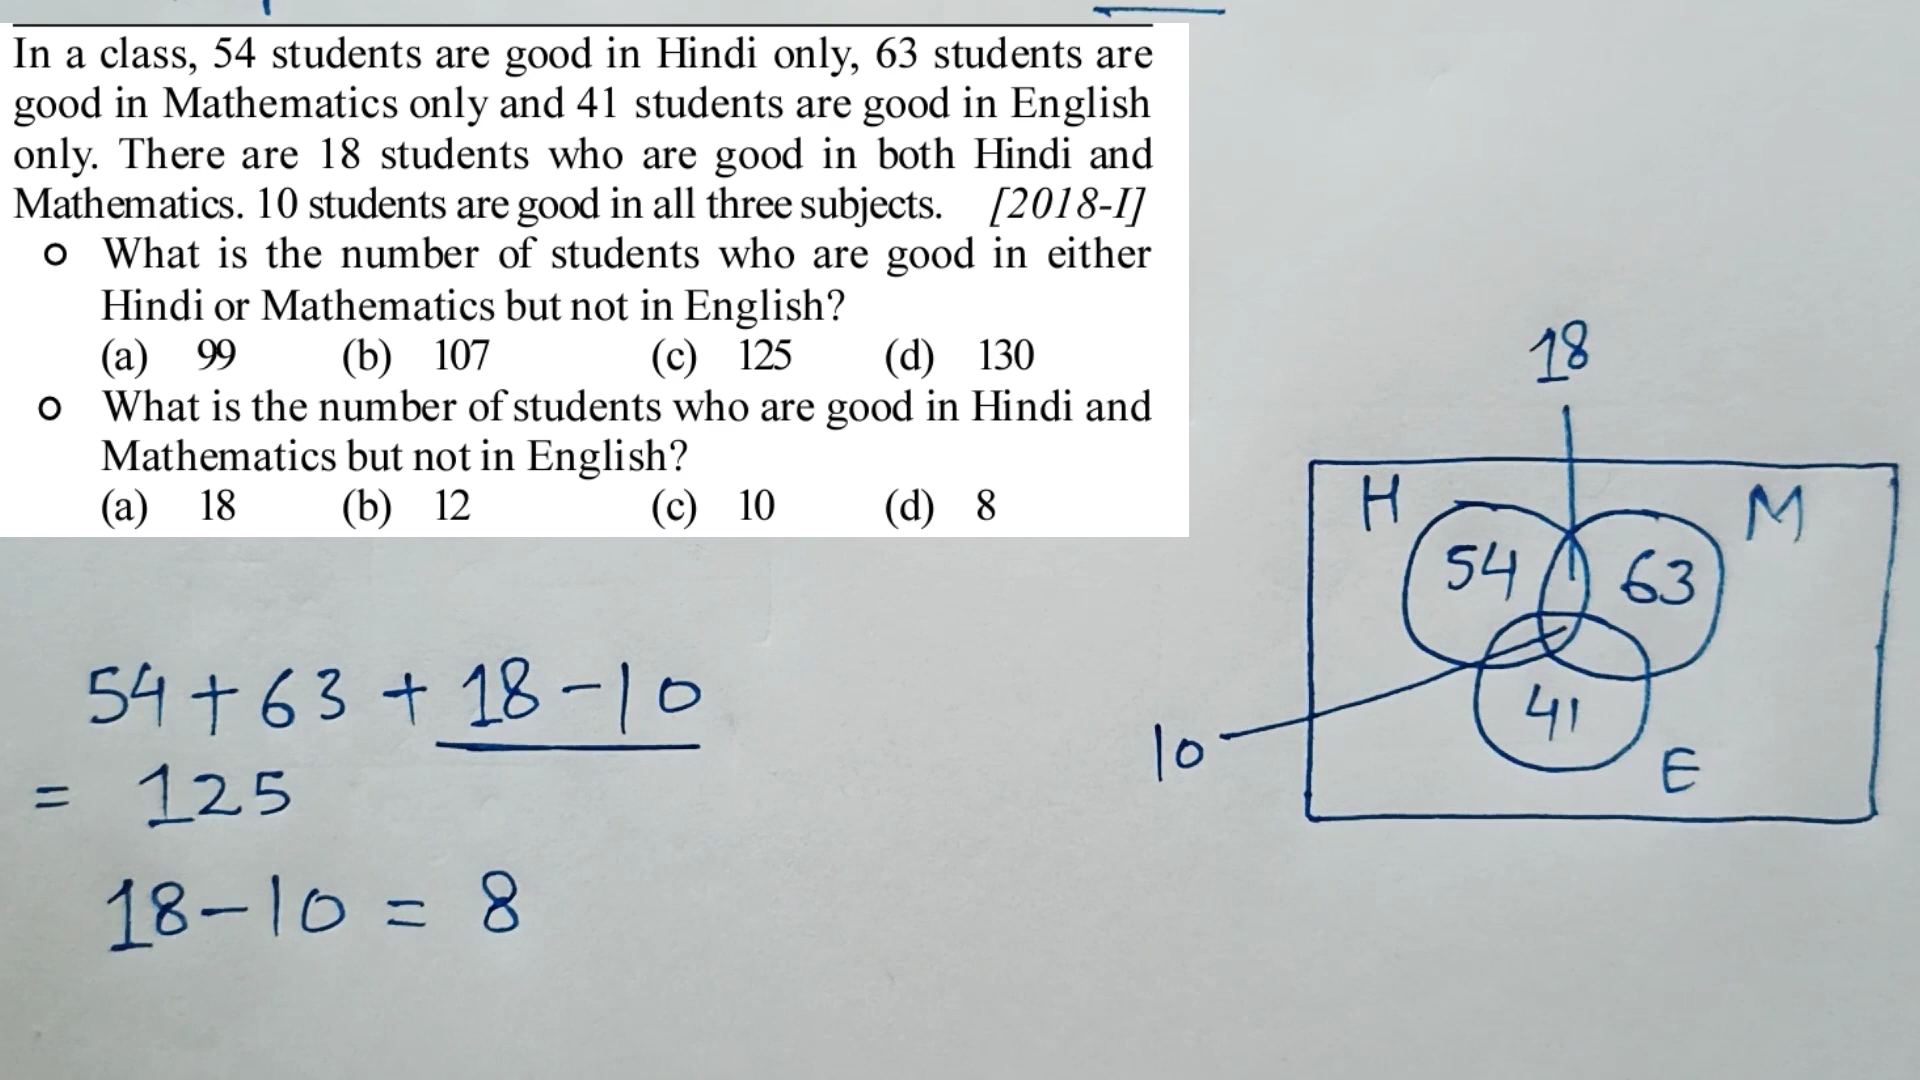 In a class, 54 students are good in Hindi only, 63 students are
good in Mathematics only and 41 students are good in English
only. There are 18 students who are good in both Hindi and
Mathematics. 10 students are good in all three subjects. [2018-I]
o What is the number of students who are good in either
Hindi or Mathematics but not in English?
(a) 99 (b) 107 (c) 125 (d) 130
o What is the number of students who are good in Hindi and
Mathematics but not in English?
(a) 18 (b) 12 (c) 10 (d) 8
18
H M
54 63
41
10
E
54 + 63 + 18 - 10
= 125
18 - 10 = 8